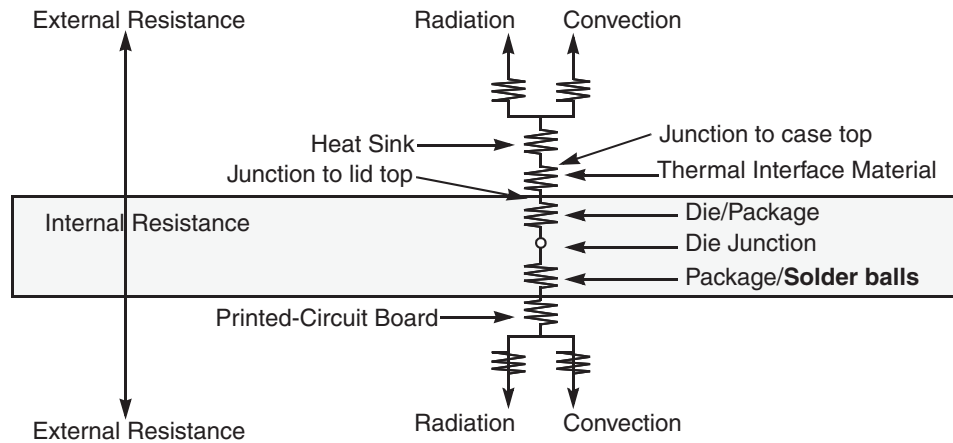 External Resistance
Radiation
Convection
Heat Sink
Junction to case top
Thermal Interface Material
Junction to lid top
Internal Resistance
Die/Package
Die Junction
Package/Solder balls
Printed-Circuit Board
Radiation
Convection
External Resistance